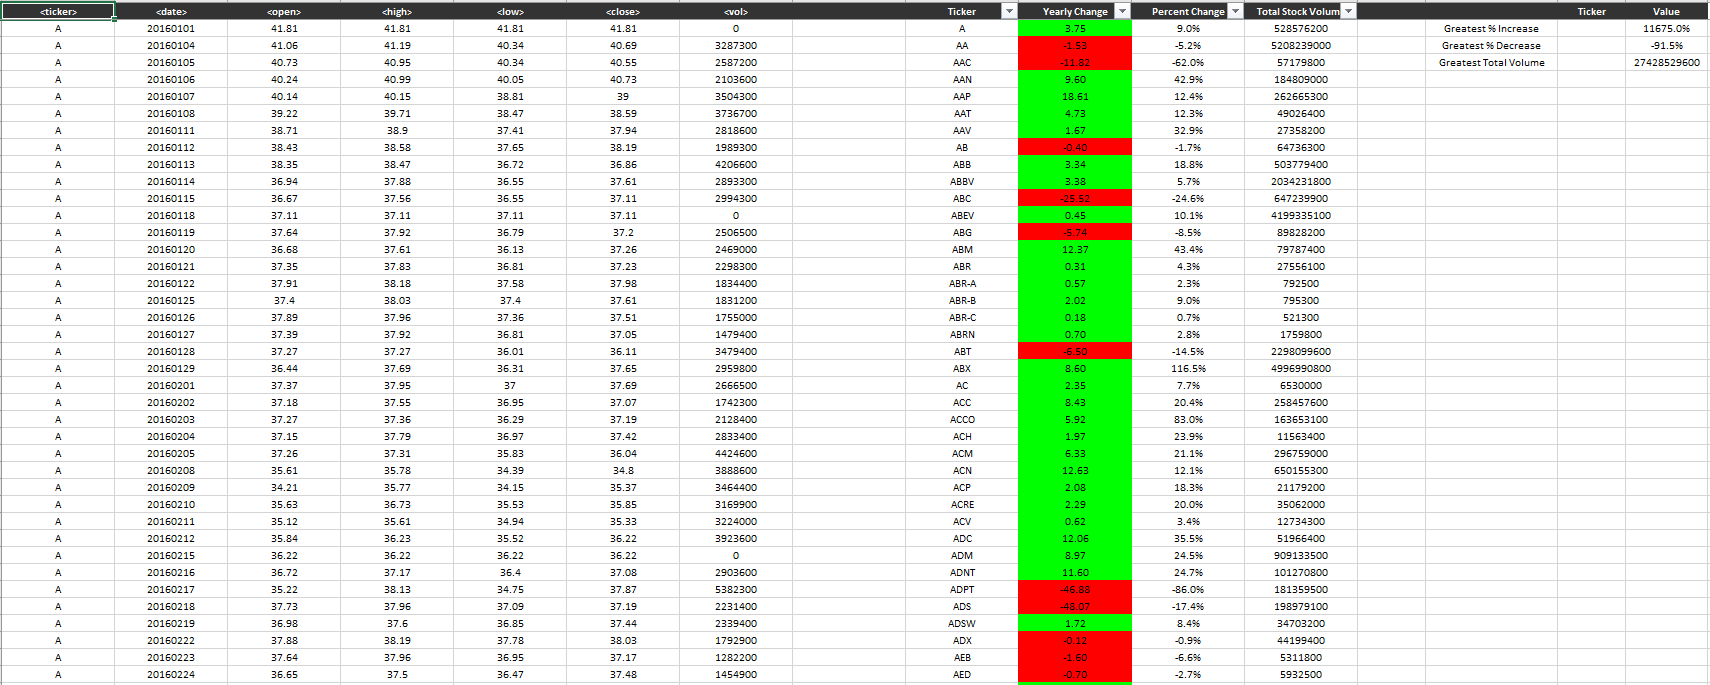 <ticker> <date> <open> <high> <low> <close> <vol> Ticker Yearly Change Percent Change Total Stock Volum Ticker Value
A 20160101 41.81 41.81 41.81 41.81 0 A 3.75 9.0% 528576200 Greatest % Increase 11675.0%
A 20160104 41.06 41.19 40.34 40.69 3287300 AA -1.53 -5.2% 5208239000 Greatest % Decrease -91.5%
A 20160105 40.73 40.95 40.34 40.55 2587200 AAC -11.82 -62.0% 57179800 Greatest Total Volume 27428529600
A 20160106 40.24 40.99 40.05 40.73 2103600 AAN 9.60 42.9% 184809000
A 20160107 40.14 40.15 38.81 39 3504300 AAP 18.61 12.4% 262665300
A 20160108 39.22 39.71 38.47 38.59 3736700 AAT 4.73 12.3% 49026400
A 20160111 38.71 38.9 37.41 37.94 2818600 AAV 1.67 32.9% 27358200
A 20160112 38.43 38.58 37.65 38.19 1989300 AB -0.40 -1.7% 64736300
A 20160113 38.35 38.47 36.72 36.86 4206600 ABB 3.34 18.8% 503779400
A 20160114 36.94 37.88 36.55 37.61 2893300 ABBV 3.38 5.7% 2034231800
A 20160115 36.67 37.56 36.55 37.11 2994300 ABC -25.52 -24.6% 647239900
A 20160118 37.11 37.11 37.11 37.11 0 ABEV 0.45 10.1% 4199335100
A 20160119 37.64 37.92 36.79 37.2 2506500 ABG -5.74 -8.5% 89828200
A 20160120 36.68 37.61 36.13 37.26 2469000 ABM 12.37 43.4% 79787400
A 20160121 37.35 37.83 36.81 37.23 2298300 ABR 0.31 4.3% 27556100
A 20160122 37.91 38.18 37.58 37.98 1834400 ABR-A 0.57 2.3% 792500
A 20160125 37.4 38.03 37.4 37.61 1831200 ABR-B 2.02 9.0% 795300
A 20160126 37.89 37.96 37.36 37.51 1755000 ABR-C 0.18 0.7% 521300
A 20160127 37.39 37.92 36.81 37.05 1479400 ABRN 0.70 2.8% 1759800
A 20160128 37.27 37.27 36.01 36.11 3479400 ABT -6.50 -14.5% 2298099600
A 20160129 36.44 37.69 36.31 37.65 2959800 ABX 8.60 116.5% 4996990800
A 20160201 37.37 37.95 37 37.69 2666500 AC 2.35 7.7% 6530000
A 20160202 37.18 37.55 36.95 37.07 1742300 ACC 8.43 20.4% 258457600
A 20160203 37.27 37.36 36.29 37.19 2128400 ACCO 5.92 83.0% 163653100
A 20160204 37.15 37.79 36.97 37.42 2833400 ACH 1.97 23.9% 11563400
A 20160205 37.26 37.31 35.83 36.04 4424600 ACM 6.33 21.1% 296759000
A 20160208 35.61 35.78 34.39 34.8 3888600 ACN 12.63 12.1% 650155300
A 20160209 34.21 35.77 34.15 35.37 3464400 ACP 2.08 18.3% 21179200
A 20160210 35.63 36.73 35.53 35.85 3169900 ACRE 2.29 20.0% 35062000
A 20160211 35.12 35.61 34.94 35.33 3224000 ACV 0.62 3.4% 12734300
A 20160212 35.84 36.23 35.52 36.22 3923600 ADC 12.06 35.5% 51966400
A 20160215 36.22 36.22 36.22 36.22 0 ADM 8.97 24.5% 909133500
A 20160216 36.72 37.17 36.4 37.08 2903600 ADNT 11.60 24.7% 101270800
A 20160217 35.22 38.13 34.75 37.87 5382300 ADPT -46.88 -86.0% 181359500
A 20160218 37.73 37.96 37.09 37.19 2231400 ADS -48.07 -17.4% 198979100
A 20160219 36.98 37.6 36.85 37.44 2339400 ADSW 1.72 8.4% 34703200
A 20160222 37.88 38.19 37.78 38.03 1792900 ADX -0.12 -0.9% 44199400
A 20160223 37.64 37.96 36.95 37.17 1282200 AEB -1.60 -6.6% 5311800
A 20160224 36.65 37.5 36.47 37.48 1454900 AED -0.70 -2.7% 5932500